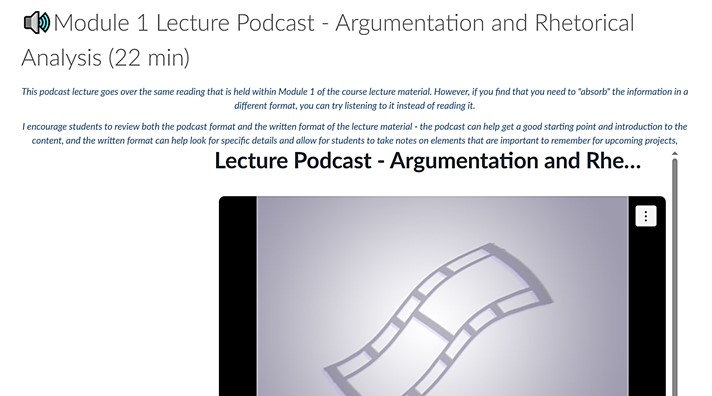 Module 1 Lecture Podcast - Argumentation and Rhetorical
Analysis (22 min)
This podcast lecture goes over the same reading that is held within Module 1 of the course lecture material. However, if you find that you need to "absorb" the information in a
different format, you can try listening to it instead of reading it.
I encourage students to review both the podcast format and the written format of the lecture material - the podcast can help get a good starting point and introduction to the
content, and the written format can help look for specific details and allow for students to take notes on elements that are important to remember for upcoming projects,
Lecture Podcast - Argumentation and Rhe...